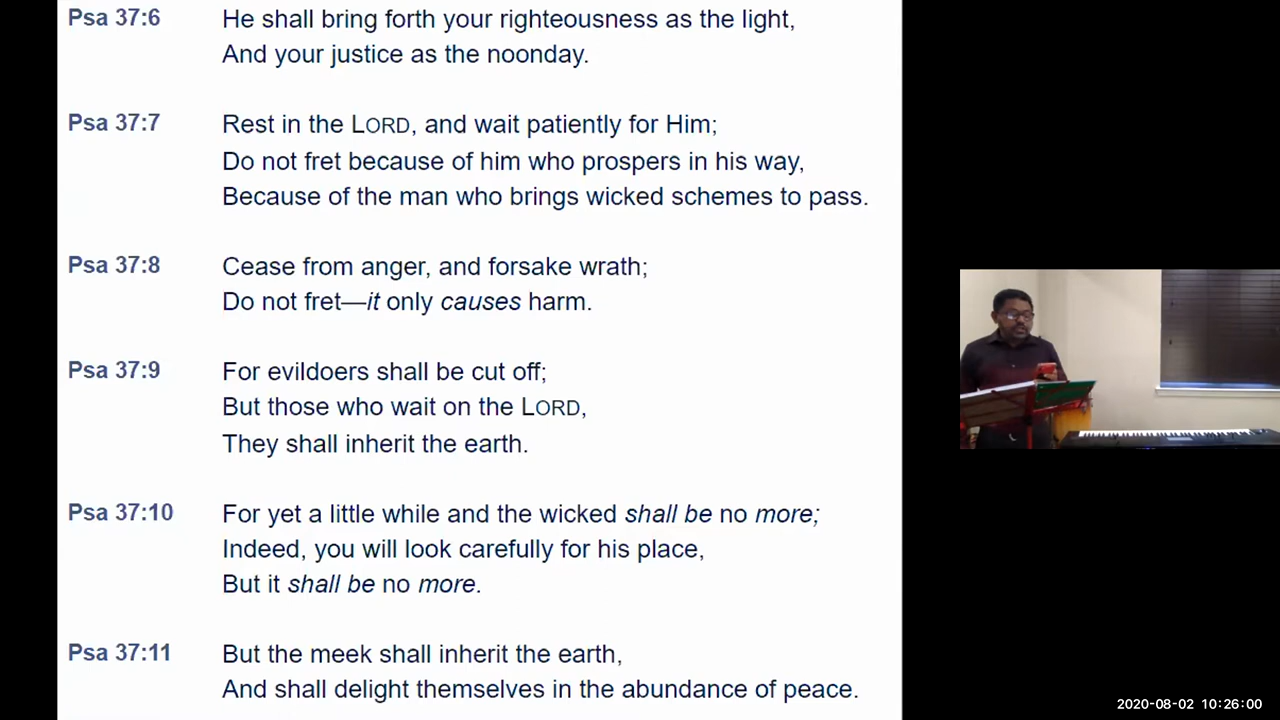 Psa 37:6 He shall bring forth your righteousness as the light,
And your justice as the noonday.
Psa 37:7 Rest in the LORD, and wait patiently for Him;
Do not fret because of him who prospers in his way,
Because of the man who brings wicked schemes to pass.
Psa 37:8 Cease from anger, and forsake wrath;
Do not fret—it only causes harm.
Psa 37:9 For evildoers shall be cut off;
But those who wait on the LORD,
They shall inherit the earth.
Psa 37:10 For yet a little while and the wicked shall be no more;
Indeed, you will look carefully for his place,
But it shall be no more.
Psa 37:11 But the meek shall inherit the earth,
And shall delight themselves in the abundance of peace.
2020-08-02 10:26:00